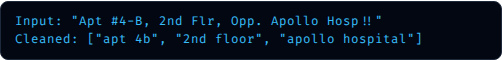 Input: "Apt #4-B, 2nd Flr, Opp. Apollo Hosp!!"
Cleaned: ["apt 4b", "2nd floor", "apollo hospital"]